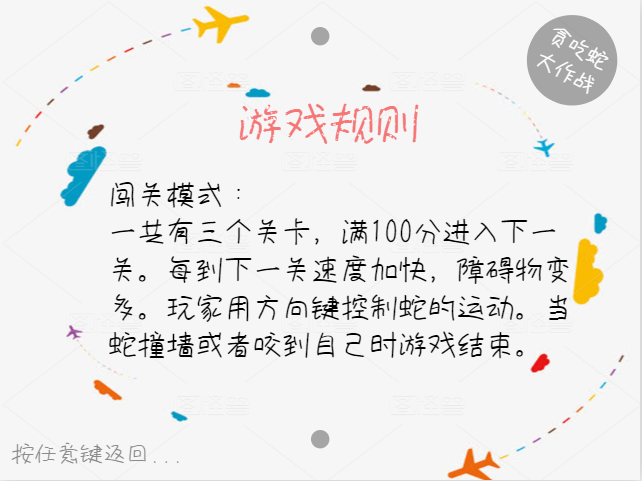 贪吃蛇
大作战
游戏规则
闯关模式：
一共有三个关卡，满100分进入下一
关。每到下一关速度加快，障碍物变
多。玩家用方向键控制蛇的运动。当
蛇撞墙或者咬到自己时游戏结束。
按任意键返回...